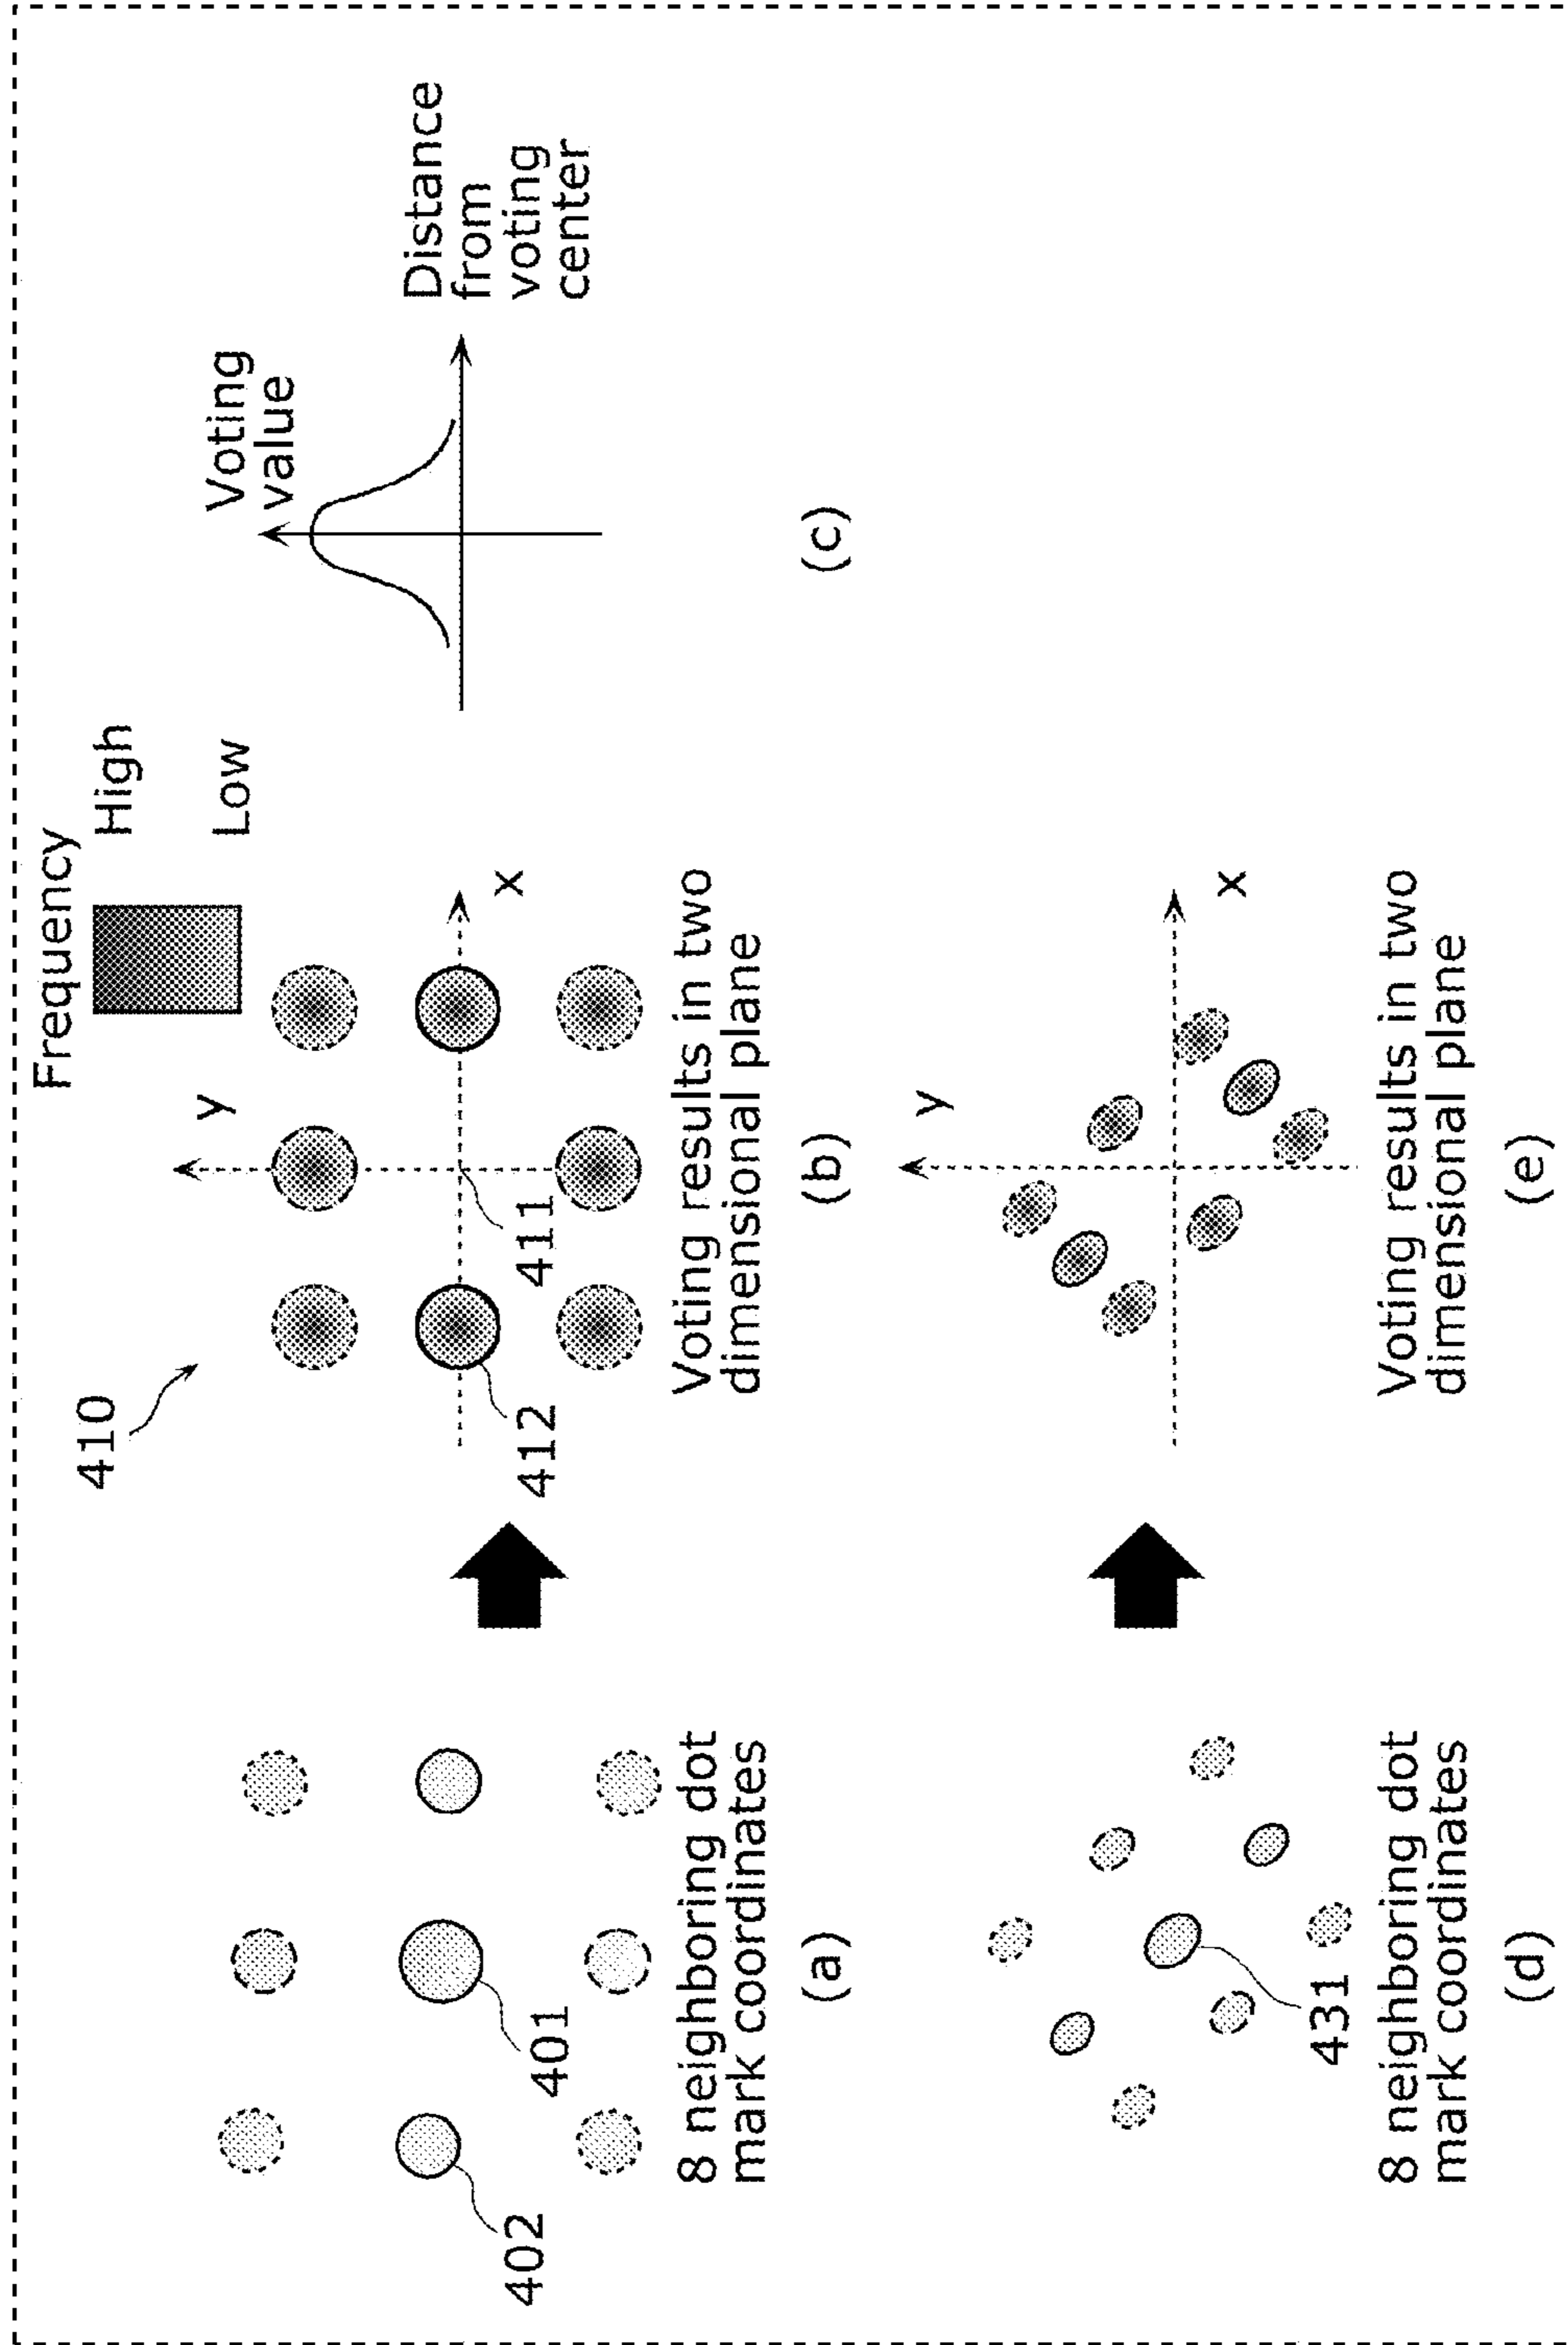 402
401
8 neighboring dot
mark coordinates
(a)
410
Frequency
High
Low
y
x
411
412
Voting results in two
dimensional plane
(b)
Voting
value
Distance
from
voting
center
(c)
431
8 neighboring dot
mark coordinates
(d)
y
x
Voting results in two
dimensional plane
(e)